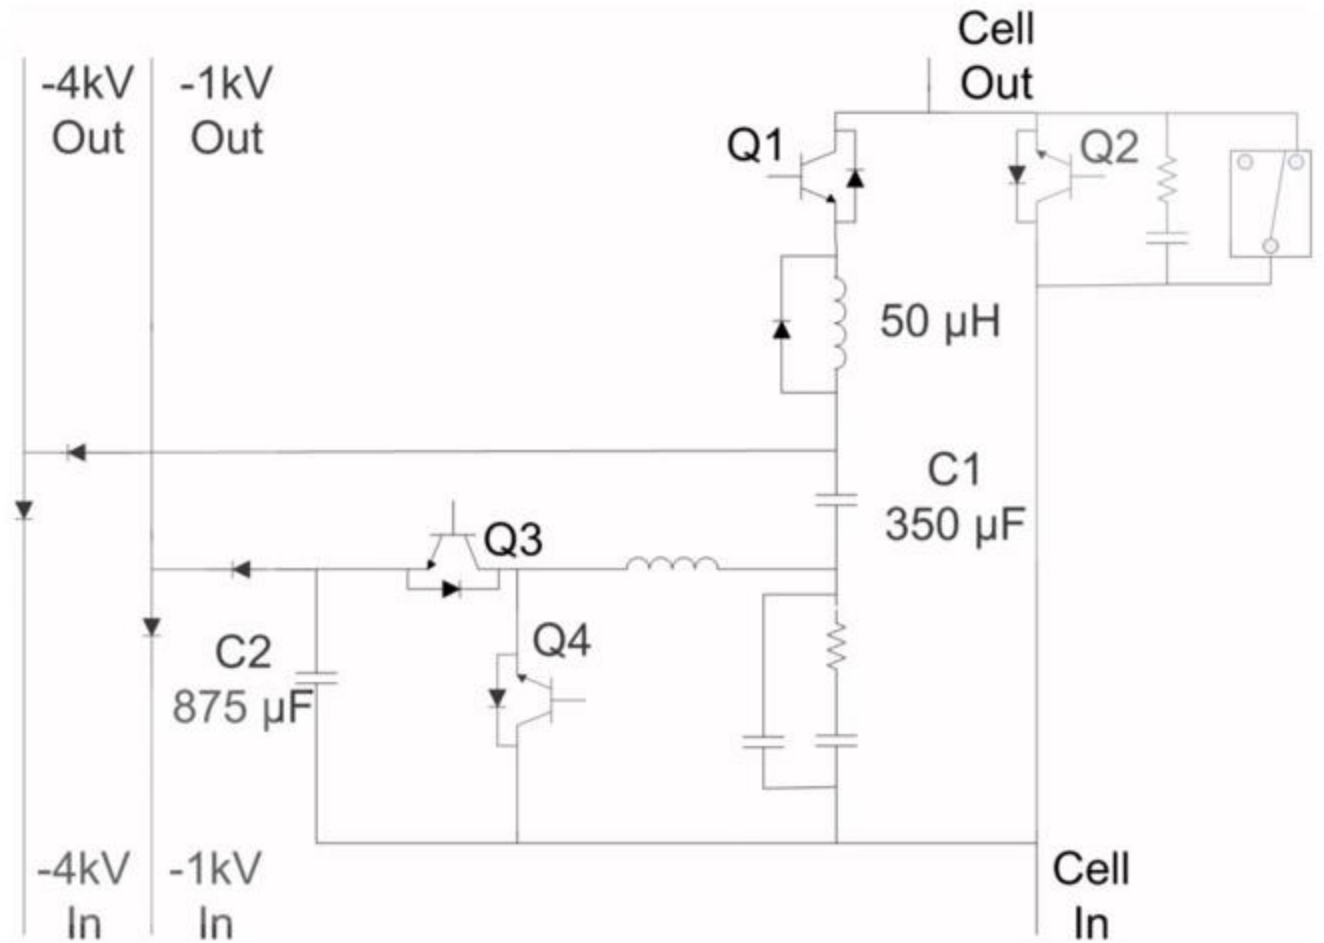 Cell
Out
-4kV
Out
-1kV
Out
Q1
Q2
50 µH
C1
350 µF
Q3
Q4
C2
875 µF
-4kV
In
-1kV
In
Cell
In